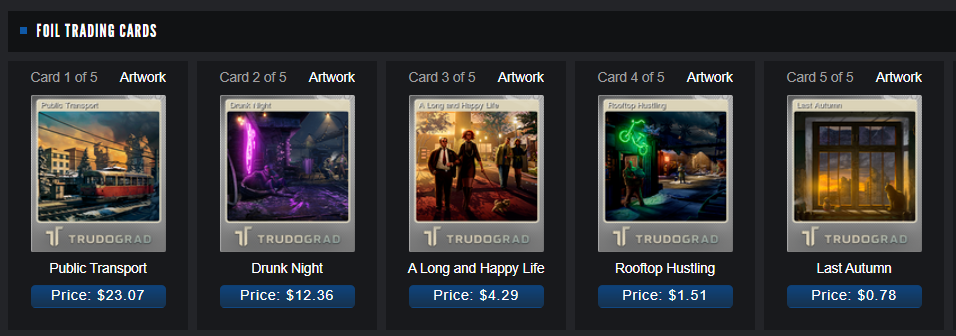 FOIL TRADING CARDS
Card 1 of 5 Artwork
Public Transport
TRUDOGRAD
Public Transport
Price: $23.07
Card 2 of 5 Artwork
Drunk Night
TRUDOGRAD
Drunk Night
Price: $12.36
Card 3 of 5 Artwork
A Long and Happy Life
TRUDOGRAD
A Long and Happy Life
Price: $4.29
Card 4 of 5 Artwork
Rooftop Hustling
TRUDOGRAD
Rooftop Hustling
Price: $1.51
Card 5 of 5 Artwork
Last Autumn
TRUDOGRAD
Last Autumn
Price: $0.78